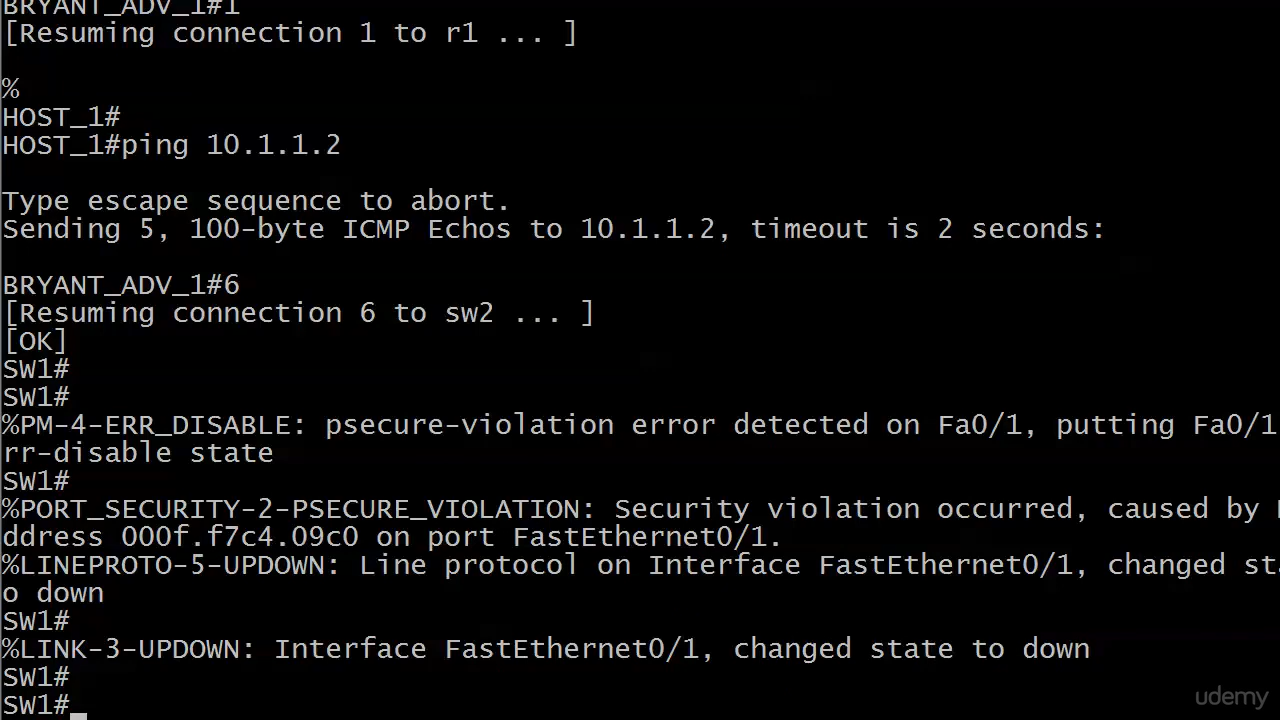 BRYANT_ADV_1#1
[Resuming connection 1 to r1 ... ]
%
HOST_1#
HOST_1#ping 10.1.1.2
Type escape sequence to abort.
Sending 5, 100-byte ICMP Echos to 10.1.1.2, timeout is 2 seconds:
BRYANT_ADV_1#6
[Resuming connection 6 to sw2 ... ]
[OK]
SW1#
SW1#
%PM-4-ERR_DISABLE: psecure-violation error detected on Fa0/1, putting Fa0/1
rr-disable state
SW1#
%PORT_SECURITY-2-PSECURE_VIOLATION: Security violation occurred, caused by
ddress 000f.f7c4.09c0 on port FastEthernet0/1.
%LINEPROTO-5-UPDOWN: Line protocol on Interface FastEthernet0/1, changed sta
o down
SW1#
%LINK-3-UPDOWN: Interface FastEthernet0/1, changed state to down
SW1#
SW1#
udemy